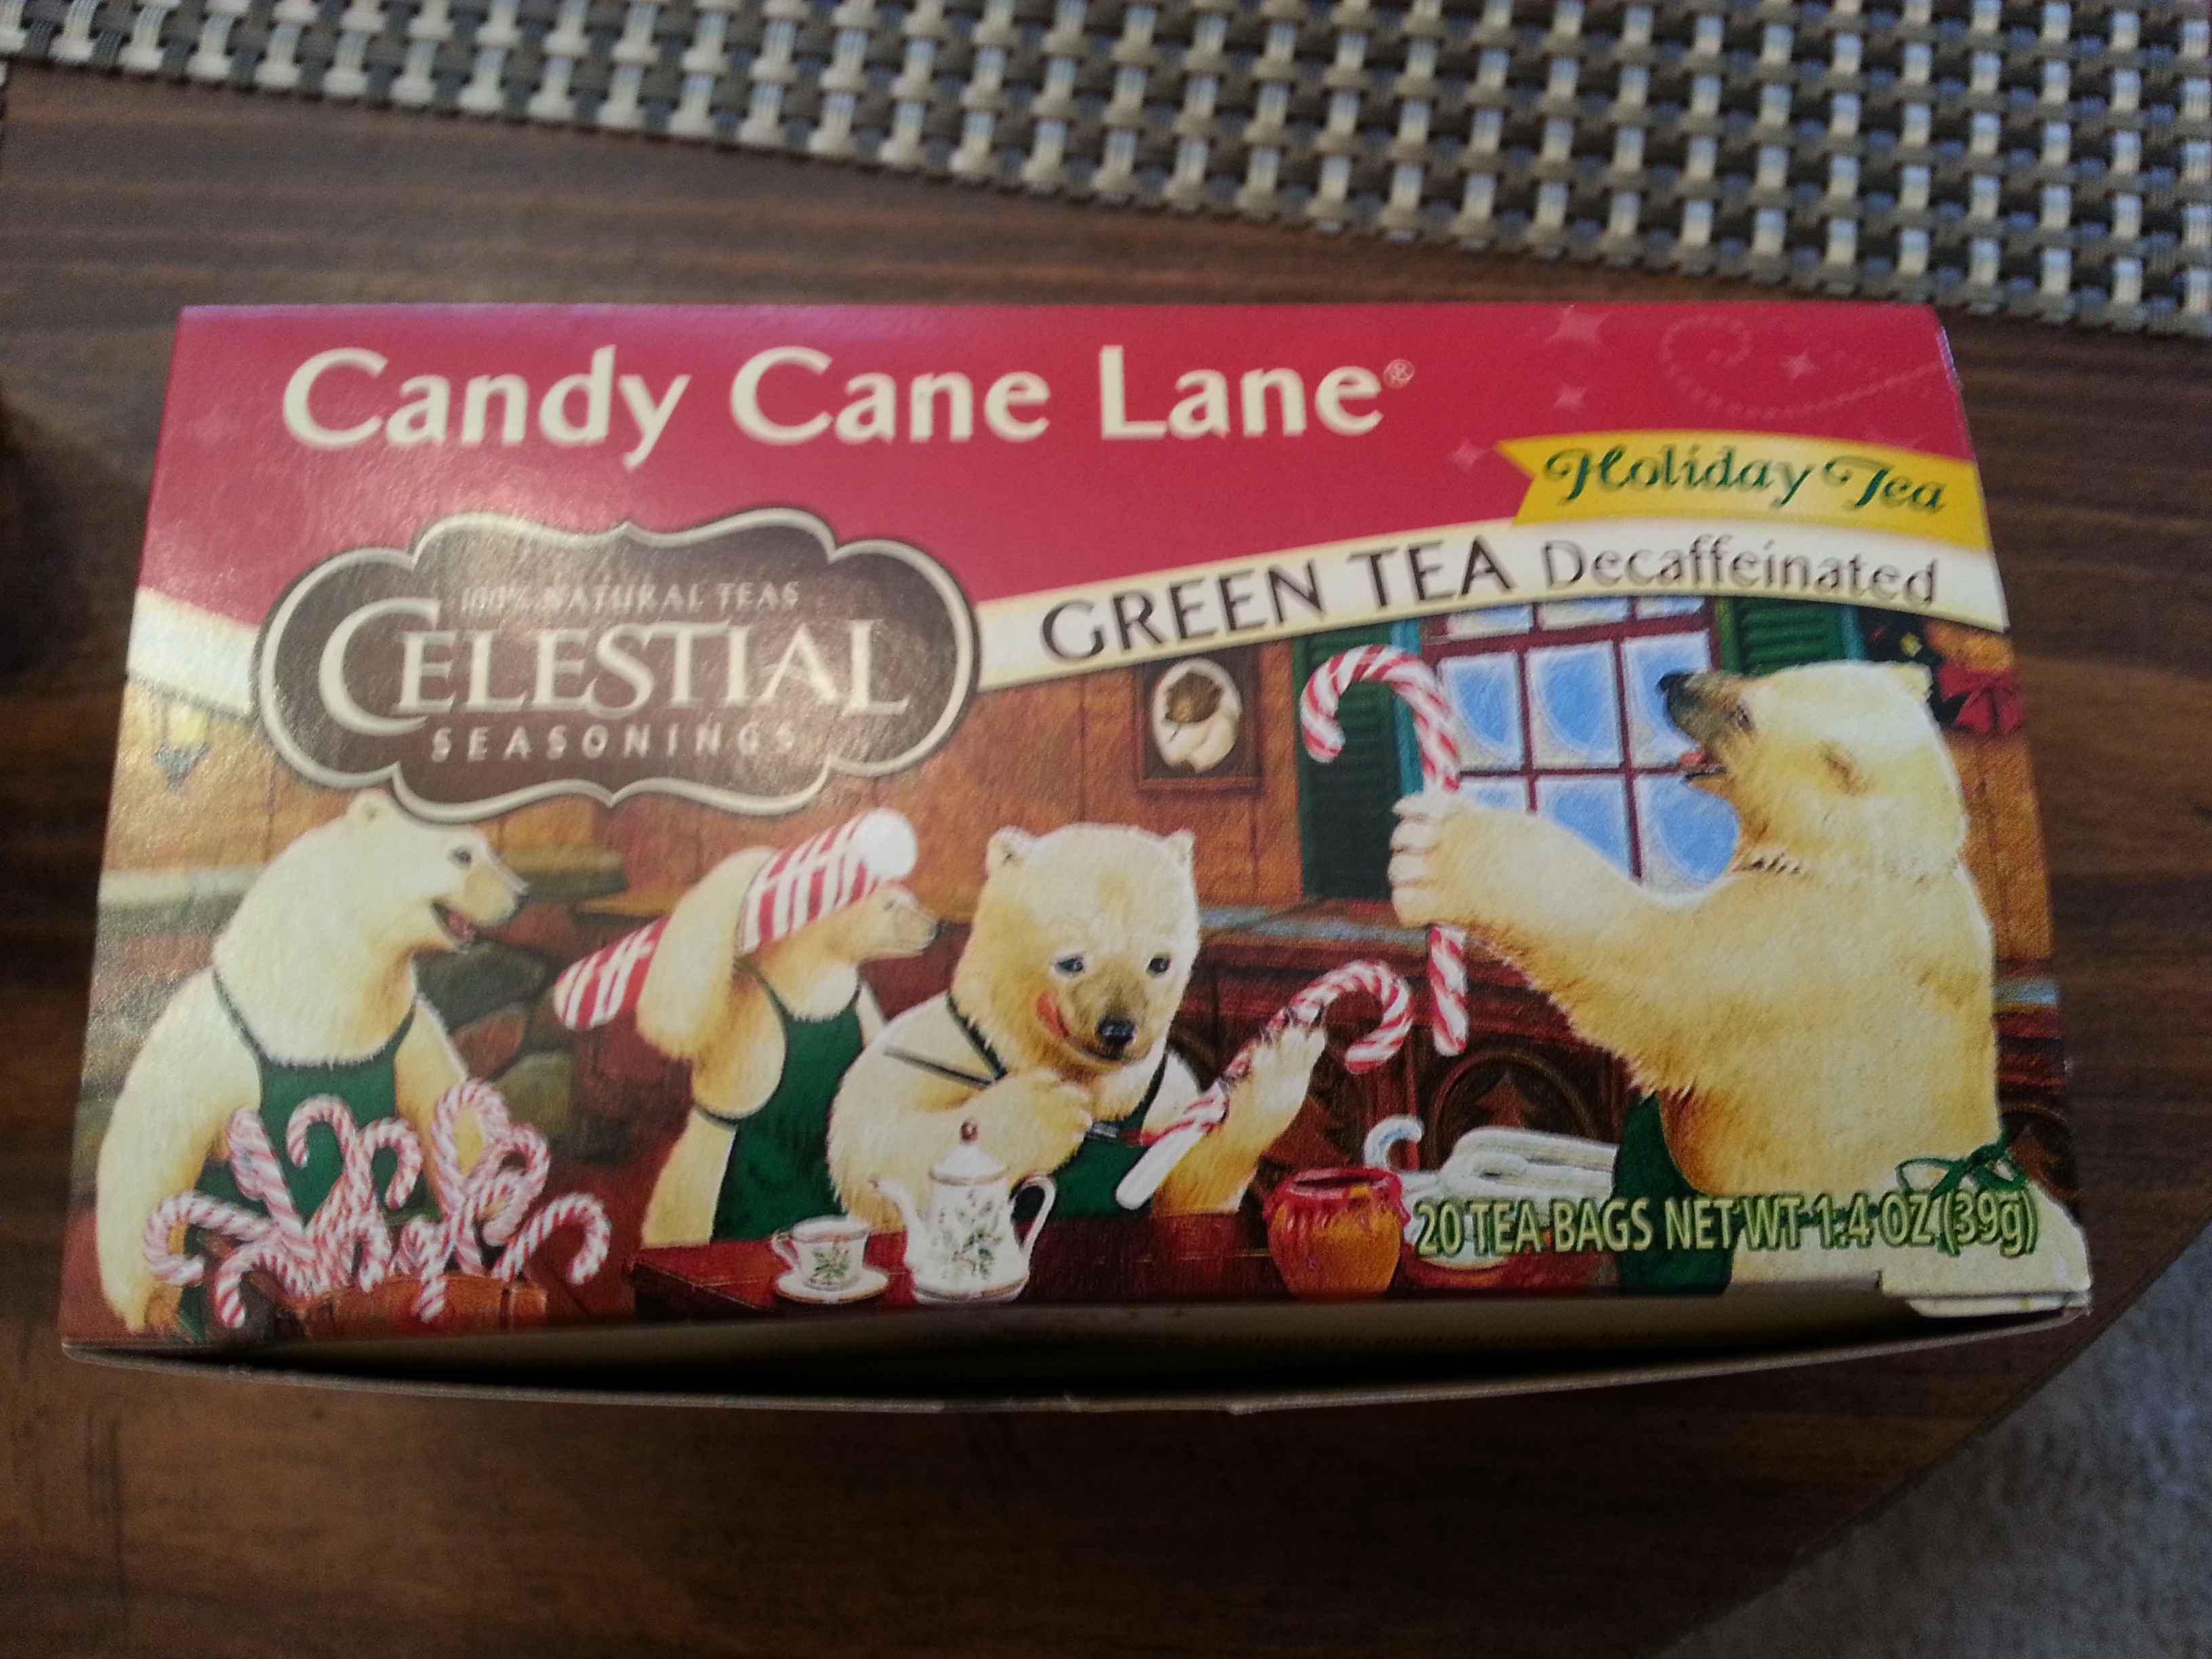 Candy Cane Lane®
Holiday Tea
GREEN TEA Decaffeinated
100% NATURAL TEAS
CELESTIAL
SEASONINGS
20 TEA BAGS NET WT 1.4 OZ (39g)